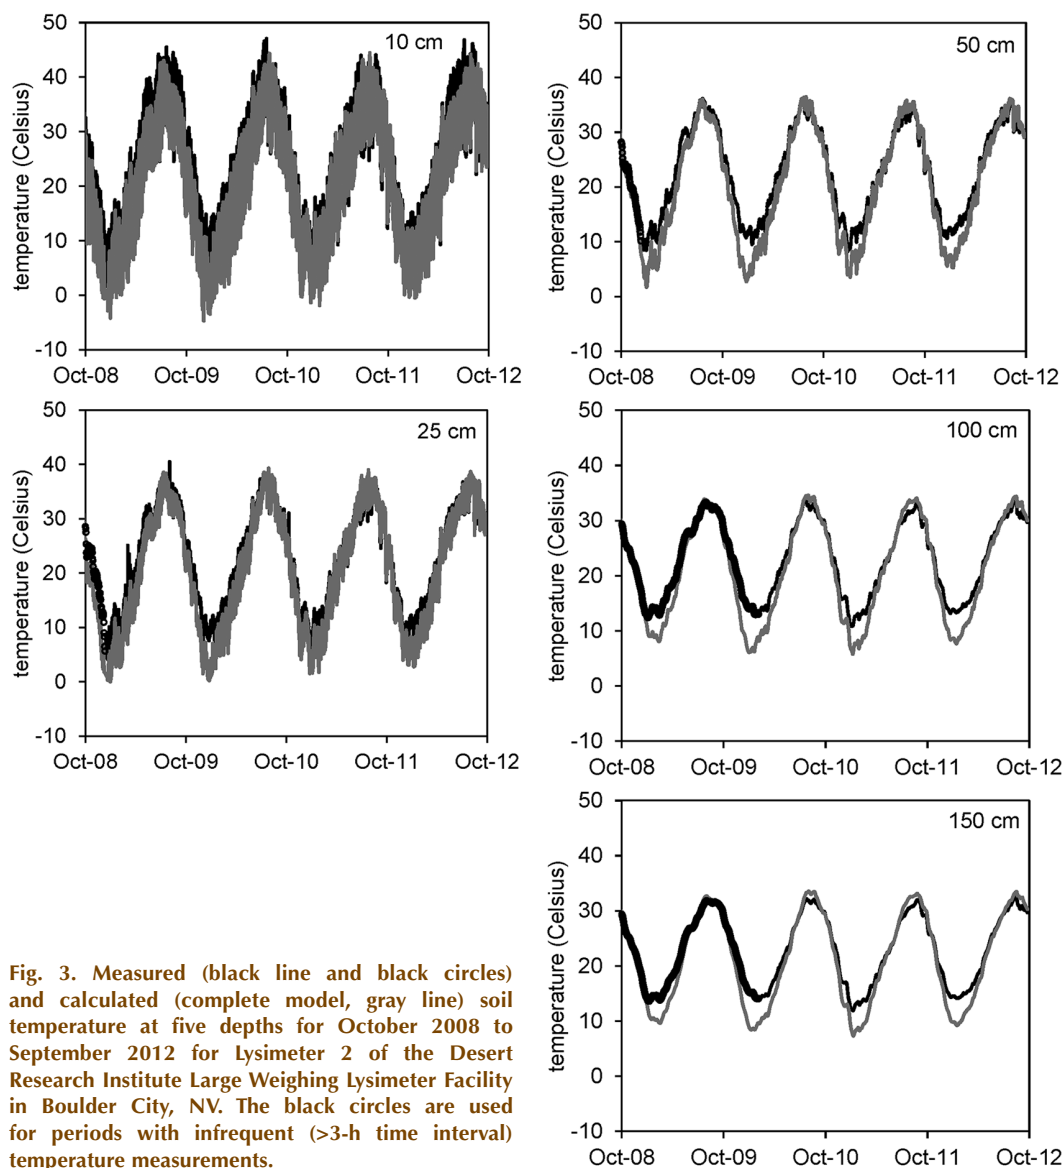 10 cm
50
40
30
20
10
0
-10
temperature (Celsius)
Oct-08 Oct-09 Oct-10 Oct-11 Oct-12
50 cm
50
40
30
20
10
0
-10
temperature (Celsius)
Oct-08 Oct-09 Oct-10 Oct-11 Oct-12
25 cm
50
40
30
20
10
0
-10
temperature (Celsius)
Oct-08 Oct-09 Oct-10 Oct-11 Oct-12
100 cm
50
40
30
20
10
0
-10
temperature (Celsius)
Oct-08 Oct-09 Oct-10 Oct-11 Oct-12
150 cm
50
40
30
20
10
0
-10
temperature (Celsius)
Oct-08 Oct-09 Oct-10 Oct-11 Oct-12
Fig. 3. Measured (black line and black circles)
and calculated (complete model, gray line) soil
temperature at five depths for October 2008 to
September 2012 for Lysimeter 2 of the Desert
Research Institute Large Weighing Lysimeter Facility
in Boulder City, NV. The black circles are used
for periods with infrequent (>3-h time interval)
temperature measurements.